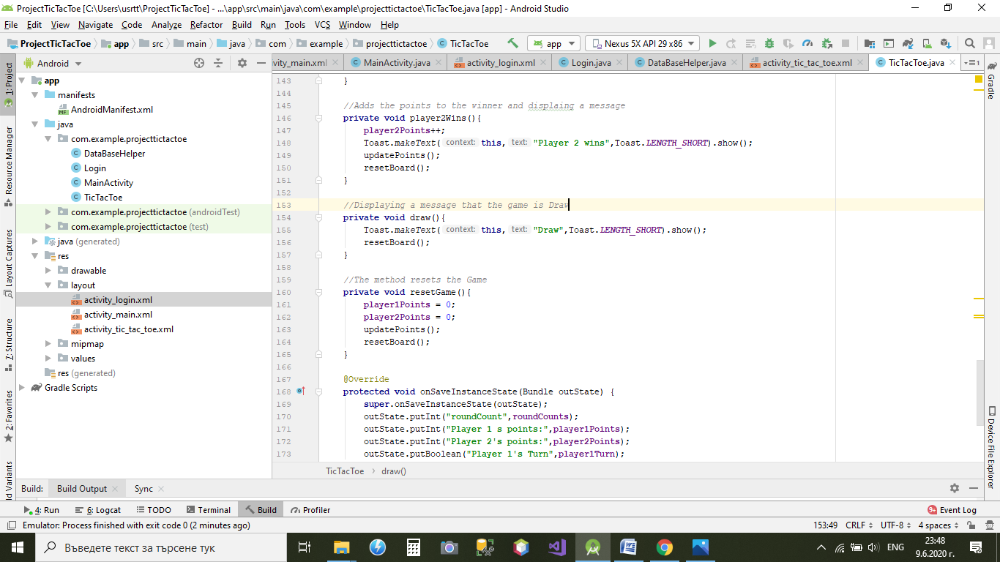 ProjectTicTacToe [C:\Users\usrtt\ProjectTicTacToe] - ...\app\src\main\java\com\example\projecttictactoe\TicTacToe.java [app] - Android Studio
File Edit View Navigate Code Analyze Refactor Build Run Tools VCS Window Help
ProjectTicTacToe app src main java com example projecttictactoe TicTacToe app Nexus 5X API 29 x86
1: Project
Resource Manager
Layout Captures
7: Structure
2: Favorites
ld Variants
Android
app
manifests
AndroidManifest.xml
java
com.example.projecttictactoe
DataBaseHelper
Login
MainActivity
TicTacToe
com.example.projecttictactoe (androidTest)
com.example.projecttictactoe (test)
java (generated)
res
drawable
layout
activity_login.xml
activity_main.xml
activity_tic_tac_toe.xml
mipmap
values
res (generated)
Gradle Scripts
vity_main.xml MainActivity.java activity_login.xml Login.java DataBaseHelper.java activity_tic_tac_toe.xml TicTacToe.java 1
143 }
144
145 //Adds the points to the winner and displaing a message
146 private void player2Wins(){
147 player2Points++;
148 Toast.makeText( context: this, text: "Player 2 wins",Toast.LENGTH_SHORT).show();
149 updatePoints();
150 resetBoard();
151 }
152
153 //Displaying a message that the game is Draw
154 private void draw(){
155 Toast.makeText( context: this, text: "Draw",Toast.LENGTH_SHORT).show();
156 resetBoard();
157 }
158
159 //The method resets the Game
160 private void resetGame(){
161 player1Points = 0;
162 player2Points = 0;
163 updatePoints();
164 resetBoard();
165 }
166
167 @Override
168 protected void onSaveInstanceState(Bundle outState) {
169 super.onSaveInstanceState(outState);
170 outState.putInt("roundCount",roundCounts);
171 outState.putInt("Player 1 s points:",player1Points);
172 outState.putInt("Player 2's points:",player2Points);
173 outState.putBoolean("Player 1's Turn",player1Turn);
TicTacToe draw()
Gradle
Device File Explorer
Build: Build Output Sync
4: Run 6: Logcat TODO Terminal Build Profiler 9+ Event Log
Emulator: Process finished with exit code 0 (2 minutes ago) 153:49 CRLF UTF-8 4 spaces
Въведете текст за търсене тук
ENG
23:48
9.6.2020 г.